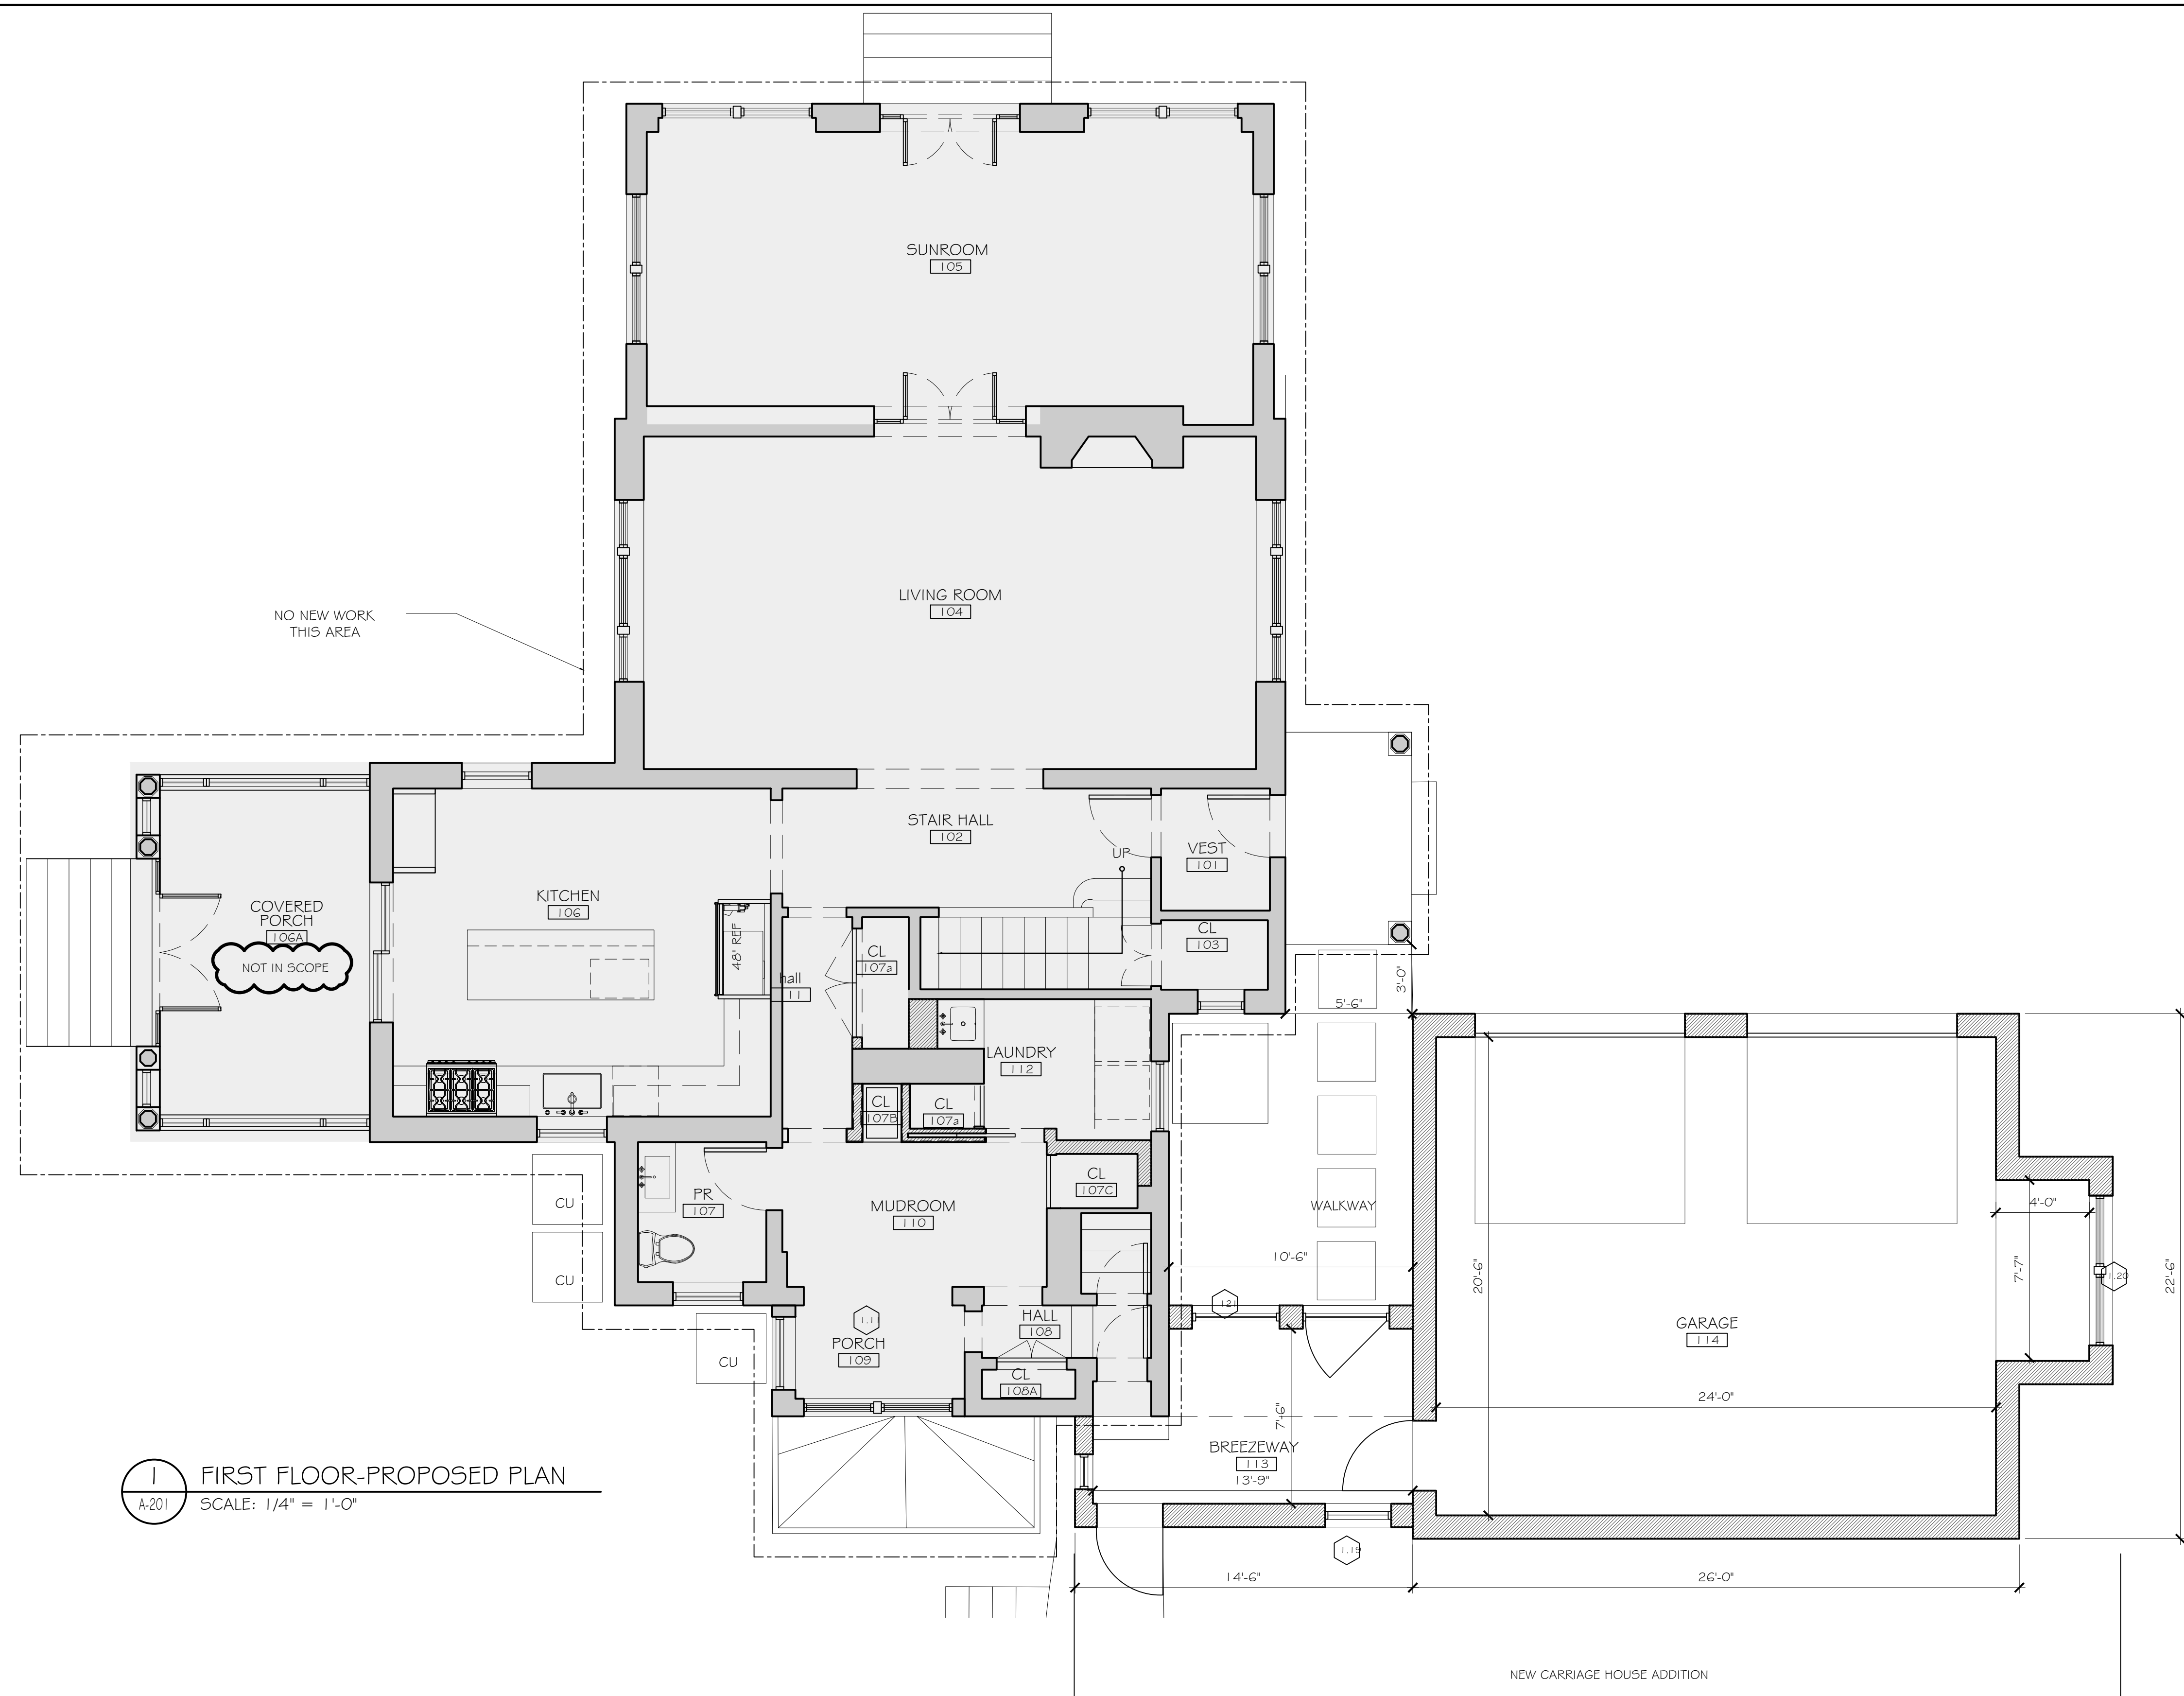 SUNROOM
105
NO NEW WORK
THIS AREA
LIVING ROOM
104
STAIR HALL
102
VEST
101
UP
KITCHEN
106
COVERED
PORCH
106A
NOT IN SCOPE
48" REF
CL
107a
hall
11
CL
103
3'-0"
5'-6"
LAUNDRY
112
CL
107B
CL
107a
CL
107C
PR
107
MUDROOM
110
WALKWAY
CU
CU
CU
10'-6"
4'-0"
7'-7"
20'-6"
22'-6"
1.20
121
1.11
PORCH
109
HALL
108
CL
108A
GARAGE
114
24'-0"
7'-6"
BREEZEWAY
113
13'-9"
1
A-201
FIRST FLOOR-PROPOSED PLAN
SCALE: 1/4" = 1'-0"
1.19
14'-6"
26'-0"
NEW CARRIAGE HOUSE ADDITION